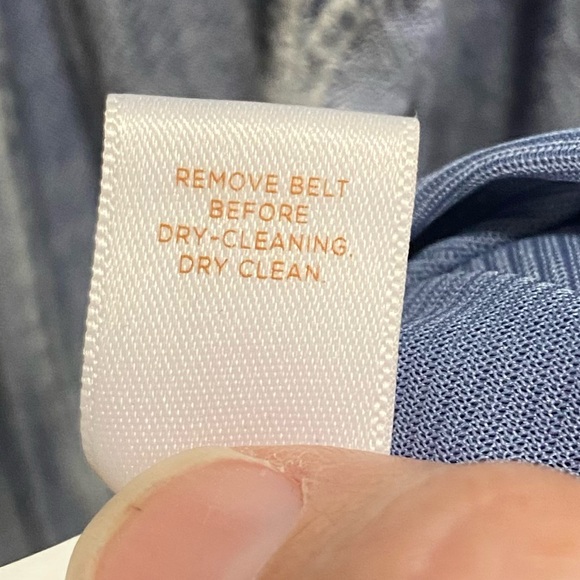 REMOVE BELT
BEFORE
DRY-CLEANING.
DRY CLEAN.